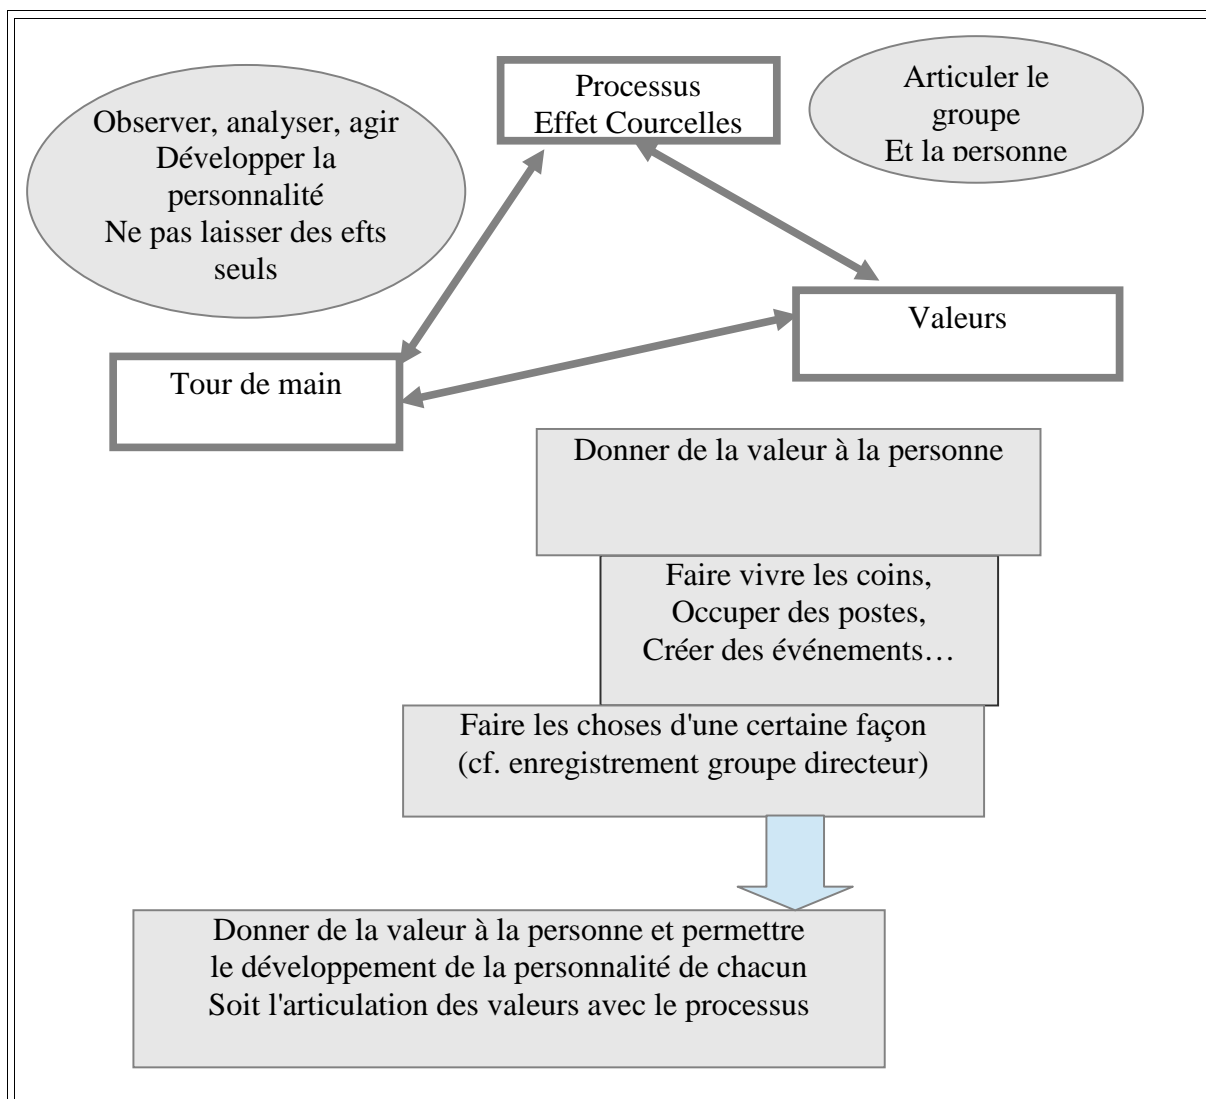 Processus
Effet Courcelles
Articuler le
groupe
Et la personne
Observer, analyser, agir
Développer la
personnalité
Ne pas laisser des efts
seuls
Valeurs
Tour de main
Donner de la valeur à la personne
Faire vivre les coins,
Occuper des postes,
Créer des événements…
Faire les choses d'une certaine façon
(cf. enregistrement groupe directeur)
Donner de la valeur à la personne et permettre
le développement de la personnalité de chacun
Soit l'articulation des valeurs avec le processus